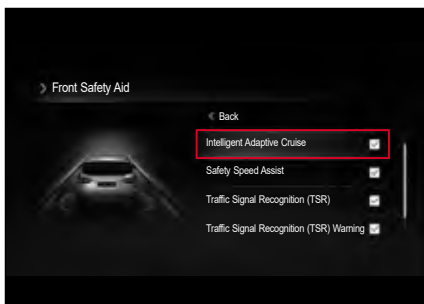 Front Safety Aid
Back
Intelligent Adaptive Cruise
Safety Speed Assist
Traffic Signal Recognition (TSR)
Traffic Signal Recognition (TSR) Warning